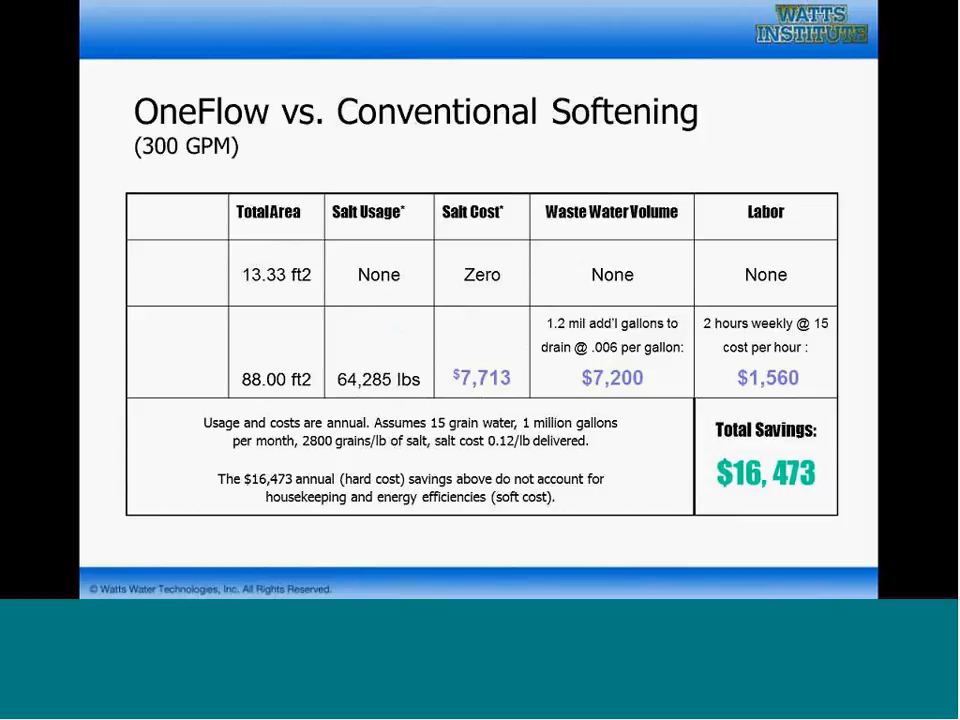 WATTS
INSTITUTE
OneFlow vs. Conventional Softening
(300 GPM)
Total Area Salt Usage* Salt Cost* Waste Water Volume Labor
13.33 ft2 None Zero None None
1.2 mil add'l gallons to 2 hours weekly @ 15
drain @ .006 per gallon: cost per hour :
88.00 ft2 64,285 lbs $7,713 $7,200 $1,560
Usage and costs are annual. Assumes 15 grain water, 1 million gallons
per month, 2800 grains/lb of salt, salt cost 0.12/lb delivered.
The $16,473 annual (hard cost) savings above do not account for
housekeeping and energy efficiencies (soft cost).
Total Savings:
$16, 473
© Watts Water Technologies, Inc. All Rights Reserved.